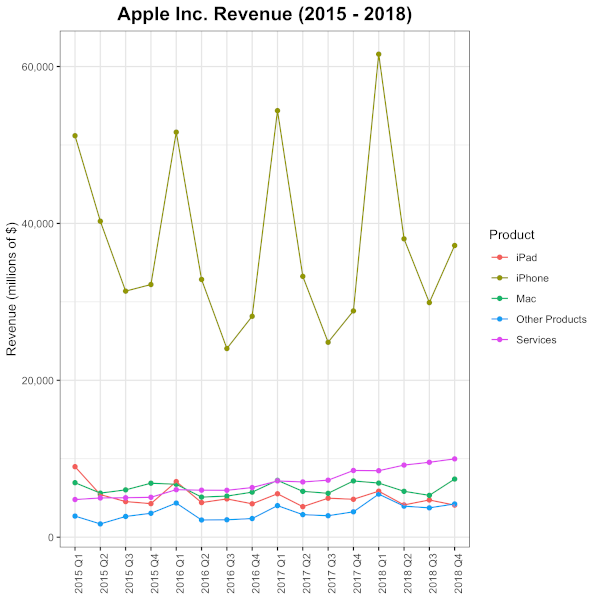 Apple Inc. Revenue (2015 - 2018)
Revenue (millions of $)
60,000
40,000
20,000
0
2015 Q1
2015 Q2
2015 Q3
2015 Q4
2016 Q1
2016 Q2
2016 Q3
2016 Q4
2017 Q1
2017 Q2
2017 Q3
2017 Q4
2018 Q1
2018 Q2
2018 Q3
2018 Q4
Product
iPad
iPhone
Mac
Other Products
Services